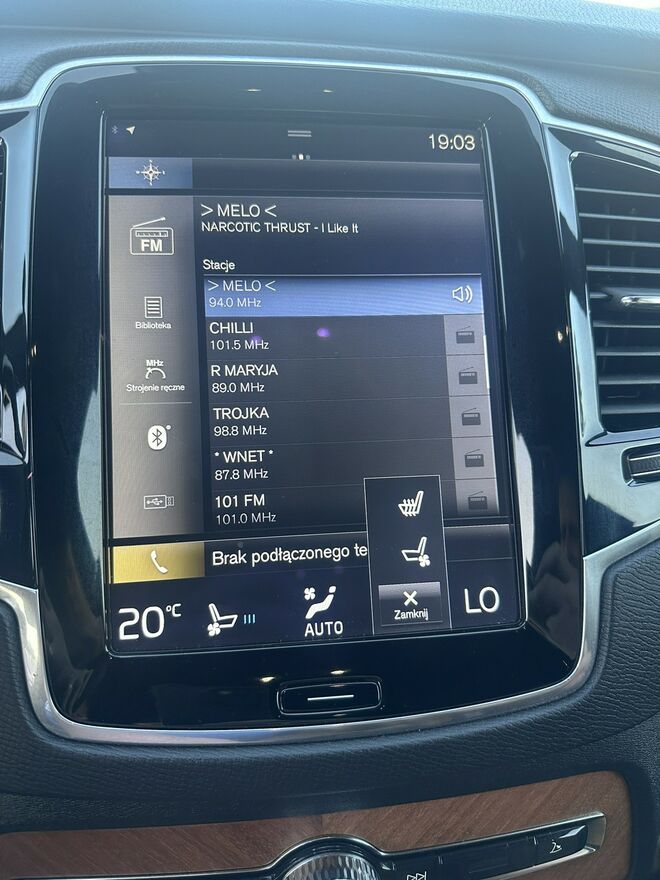 19:03
> MELO <
NARCOTIC THRUST - I Like It
FM
Stacje
> MELO <
94.0 MHz
Biblioteka
CHILLI
101.5 MHz
MHz
Strojenie ręczne
R MARYJA
89.0 MHz
TROJKA
98.8 MHz
* WNET *
87.8 MHz
101 FM
101.0 MHz
Brak podłączonego te
20°C
AUTO
Zamknij
LO